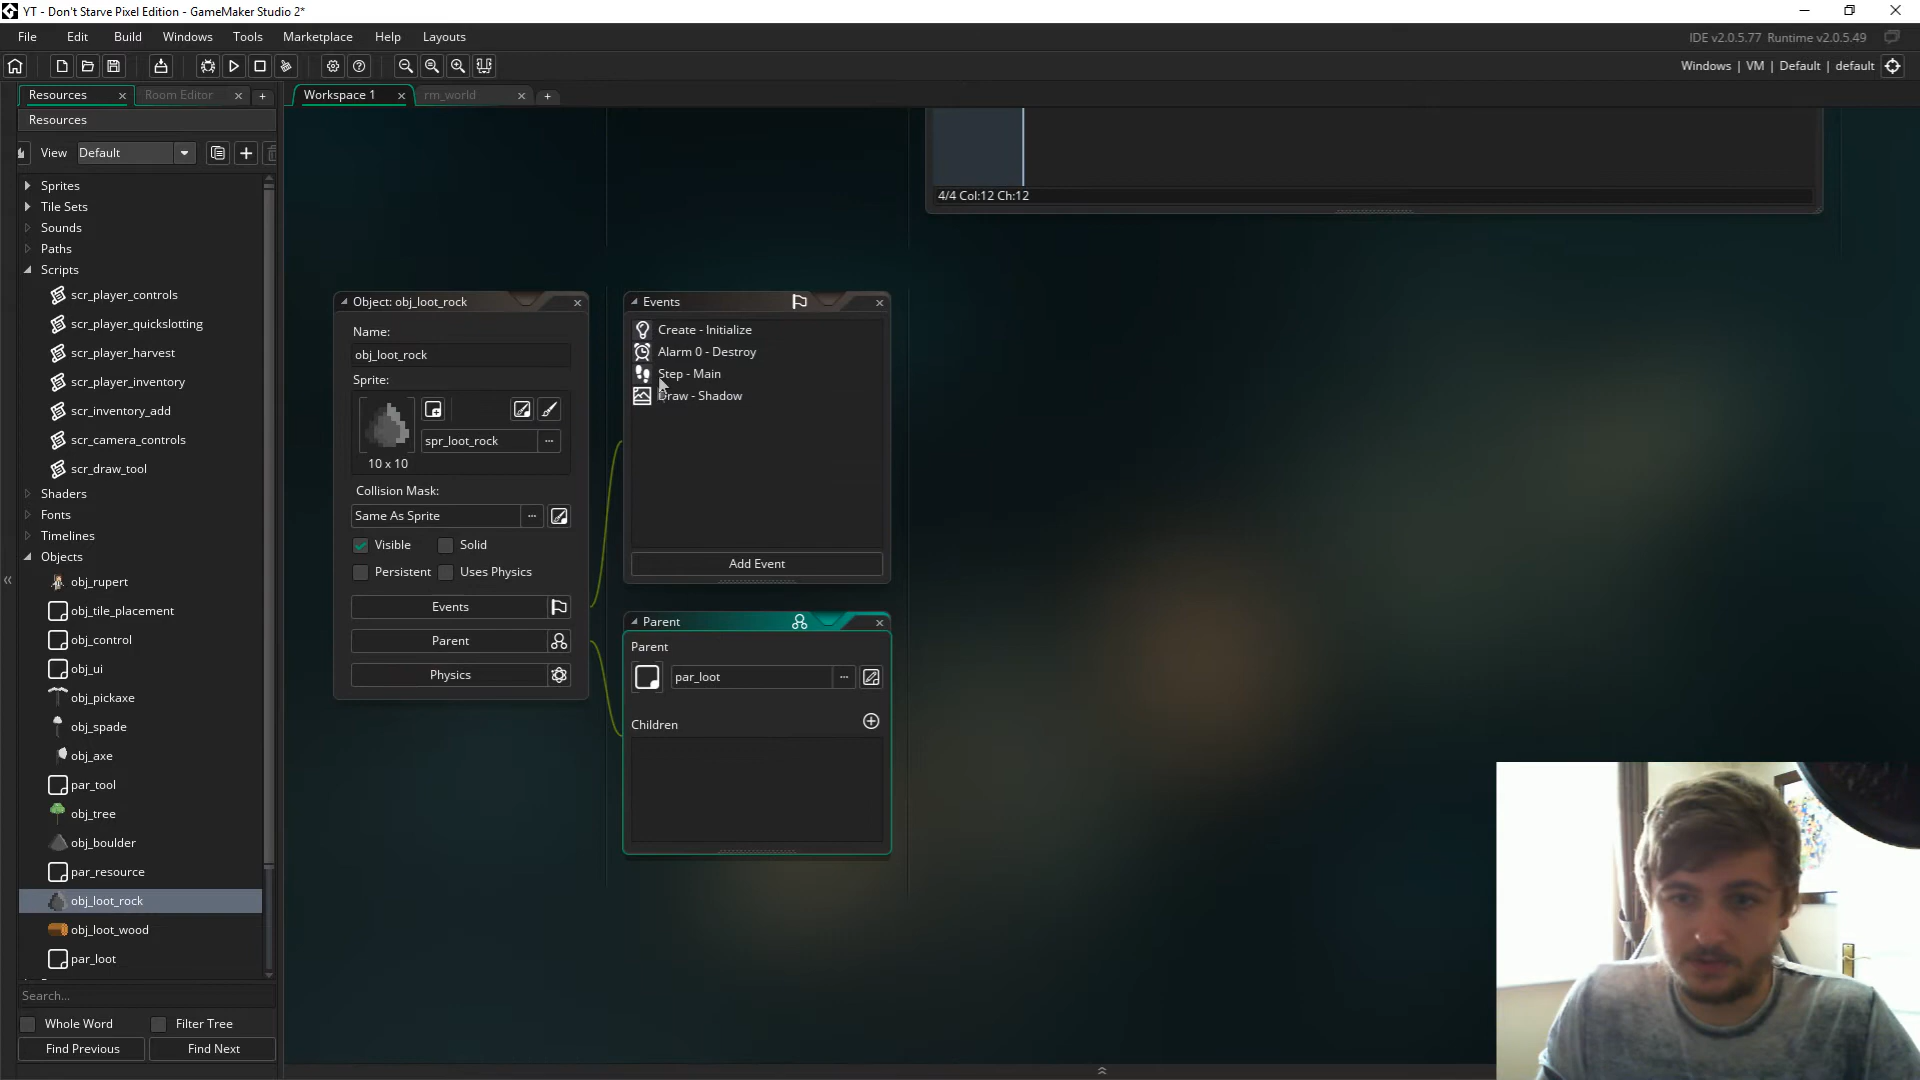 YT - Don't Starve Pixel Edition - GameMaker Studio 2*
File Edit Build Windows Tools Marketplace Help Layouts
IDE v2.0.5.77 Runtime v2.0.5.49
Windows | VM | Default | default
Resources Room Editor
Workspace 1 rm_world
Resources
View Default
Sprites
Tile Sets
Sounds
Paths
Scripts
scr_player_controls
scr_player_quickslotting
scr_player_harvest
scr_player_inventory
scr_inventory_add
scr_camera_controls
scr_draw_tool
Shaders
Fonts
Timelines
Objects
obj_rupert
obj_tile_placement
obj_control
obj_ui
obj_pickaxe
obj_spade
obj_axe
par_tool
obj_tree
obj_boulder
par_resource
obj_loot_rock
obj_loot_wood
par_loot
Search...
Whole Word Filter Tree
Find Previous Find Next
4/4 Col:12 Ch:12
Object: obj_loot_rock
Name:
obj_loot_rock
Sprite:
spr_loot_rock
10 x 10
Collision Mask:
Same As Sprite
Visible Solid
Persistent Uses Physics
Events
Parent
Physics
Events
Create - Initialize
Alarm 0 - Destroy
Step - Main
Draw - Shadow
Add Event
Parent
Parent
par_loot
Children